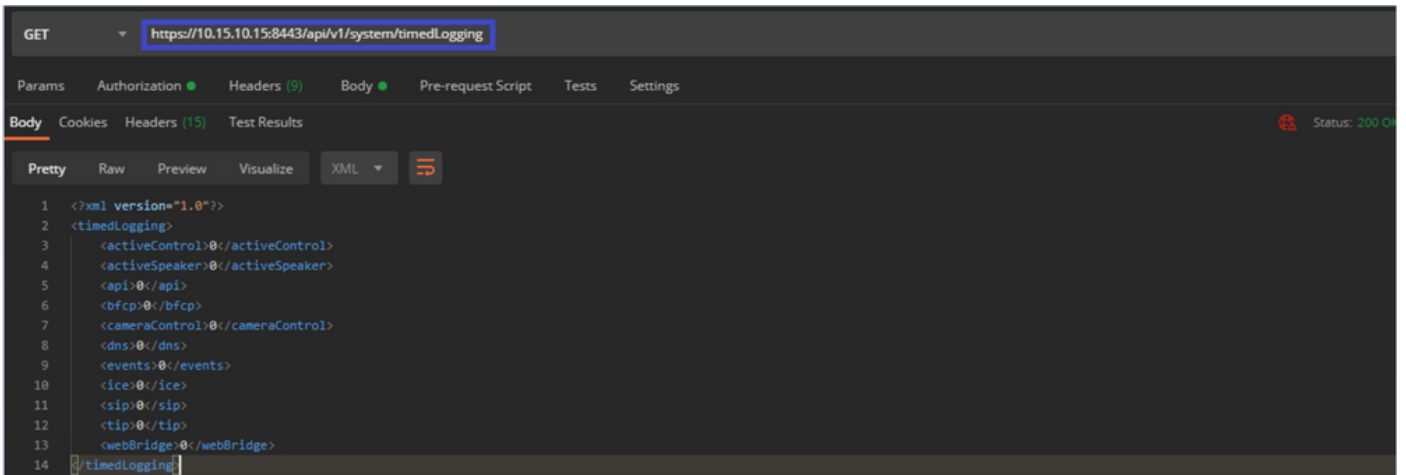 GET https://10.15.10.15:8443/api/v1/system/timedLogging
Params Authorization Headers (9) Body Pre-request Script Tests Settings
Body Cookies Headers (15) Test Results Status: 200 OK
Pretty Raw Preview Visualize XML
1 <?xml version="1.0"?>
2 <timedLogging>
3 <activeControl>0</activeControl>
4 <activeSpeaker>0</activeSpeaker>
5 <api>0</api>
6 <bfcp>0</bfcp>
7 <cameraControl>0</cameraControl>
8 <dns>0</dns>
9 <events>0</events>
10 <ice>0</ice>
11 <sip>0</sip>
12 <tip>0</tip>
13 <webBridge>0</webBridge>
14 </timedLogging>